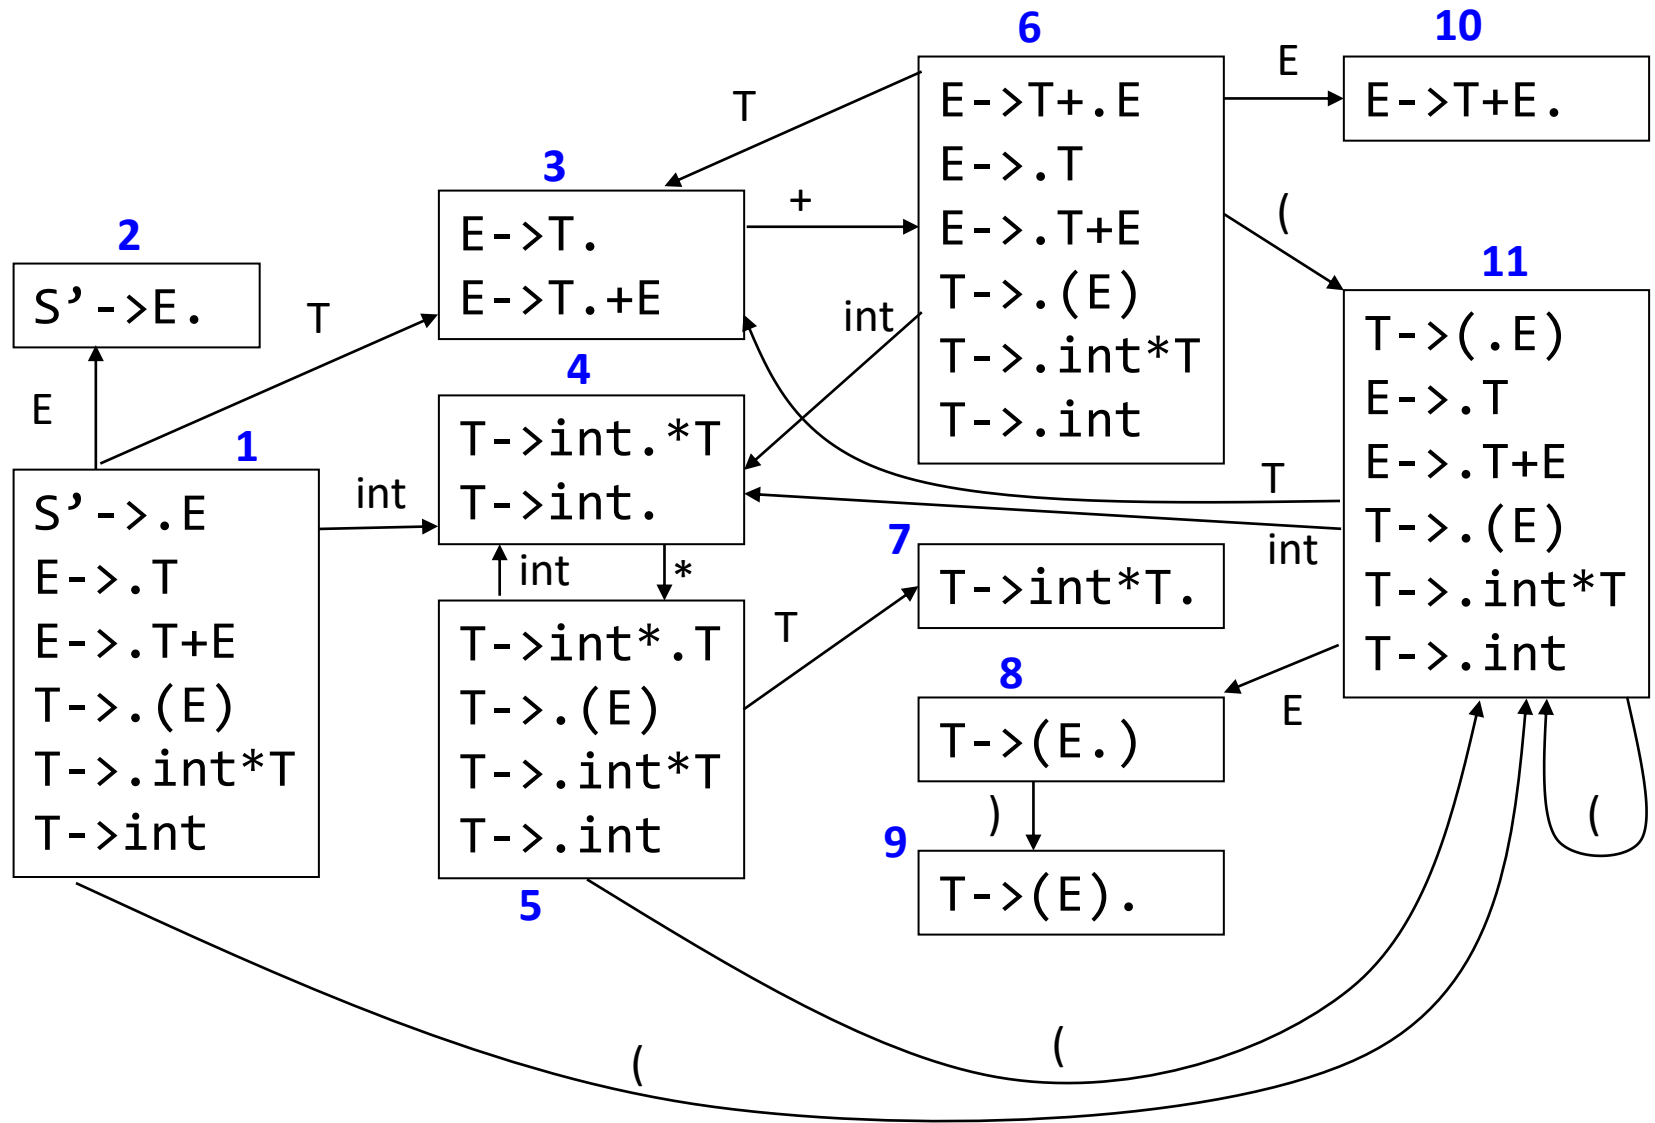 2
S’->E.
E
1
S’->.E
E->.T
E->.T+E
T->.(E)
T->.int*T
T->int
T
int
(
3
E->T.
E->T.+E
+
4
T->int.*T
T->int.
int
*
T->int*.T
T->.(E)
T->.int*T
T->.int
5
T
(
6
E->T+.E
E->.T
E->.T+E
T->.(E)
T->.int*T
T->.int
T
int
E
(
7
T->int*T.
8
T->(E.)
)
9
T->(E).
10
E->T+E.
11
T->(.E)
E->.T
E->.T+E
T->.(E)
T->.int*T
T->.int
T
int
E
(